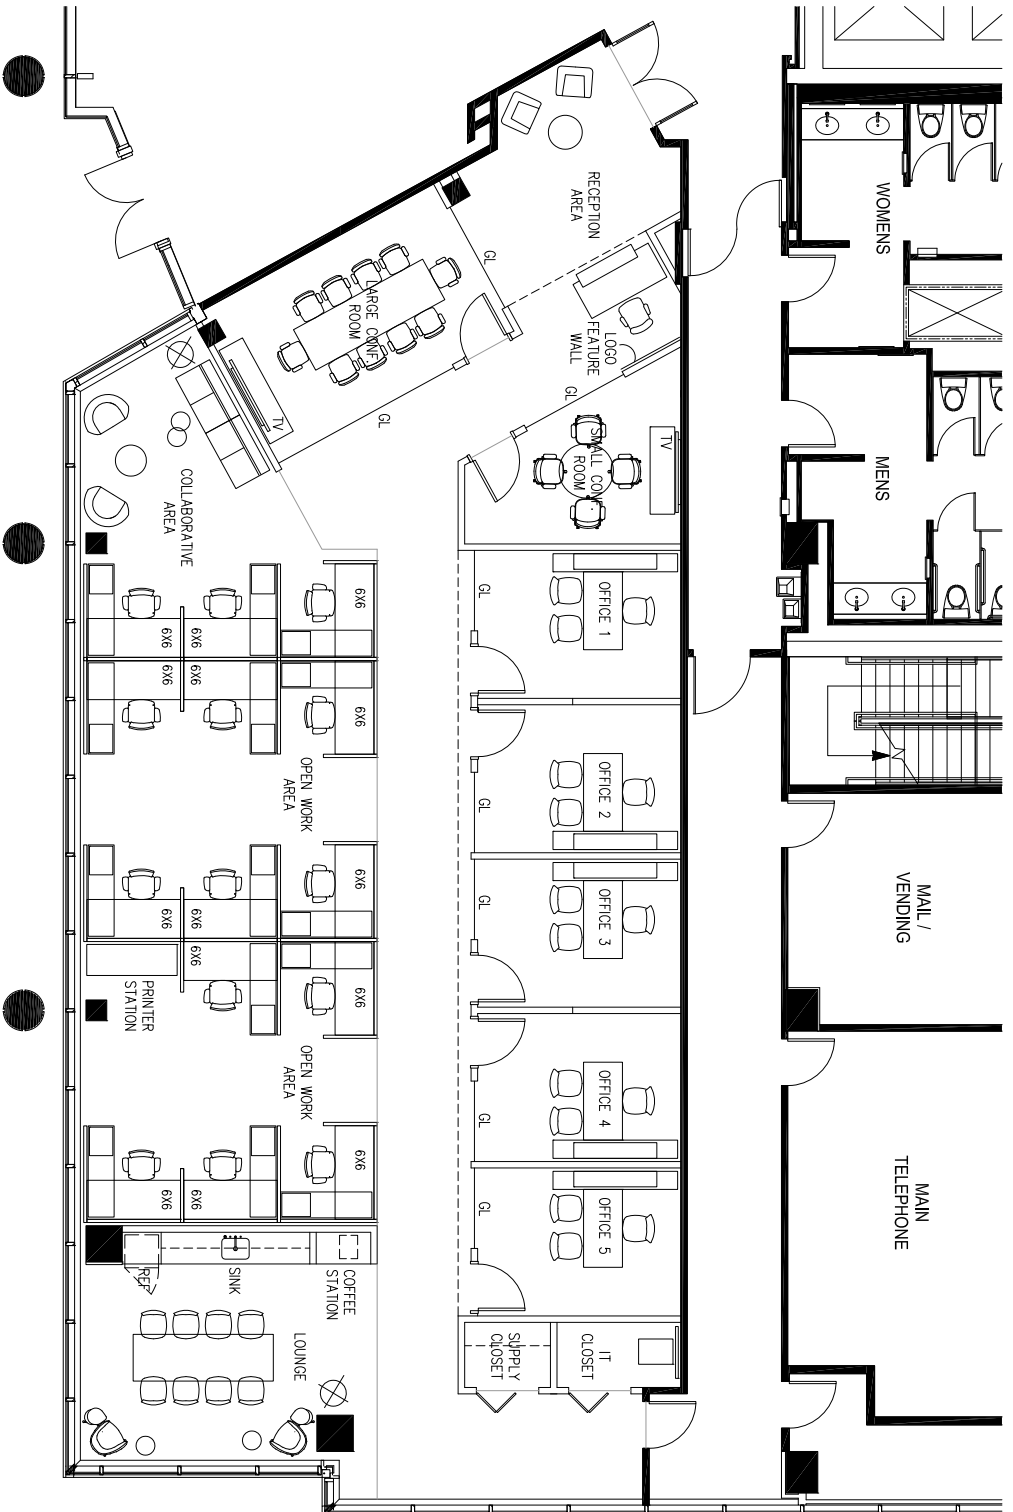 WOMENS
MENS
MAIL /
VENDING
MAIN
TELEPHONE
RECEPTION
AREA
LOGO
FEATURE
WALL
GL
LARGE CONF.
ROOM
TV
GL
GL
TV
SMALL CONF
ROOM
COLLABORATIVE
AREA
OFFICE 1
GL
OFFICE 2
GL
OFFICE 3
GL
OFFICE 4
GL
OFFICE 5
GL
6X6
6X6
6X6
6X6
6X6
6X6
OPEN WORK
AREA
6X6
6X6
6X6
6X6
6X6
PRINTER
STATION
OPEN WORK
AREA
6X6
6X6
6X6
COFFEE
STATION
SINK
REF
LOUNGE
IT
CLOSET
SUPPLY
CLOSET